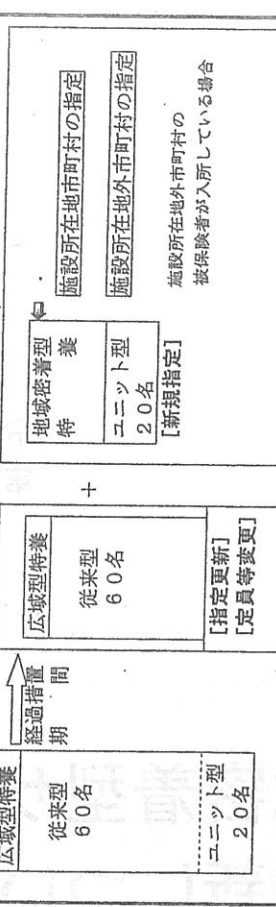 広域型特養
従来型
60名
ユニット型
20名
経過措置
期間
広域型特養
従来型
60名
[指定更新]
[定員等変更]
+
地域密着型
特養
ユニット型
20名
[新規指定]
施設所在地市町村の指定
施設所在地外市町村の指定
施設所在地外市町村の
被保険者が入所している場合